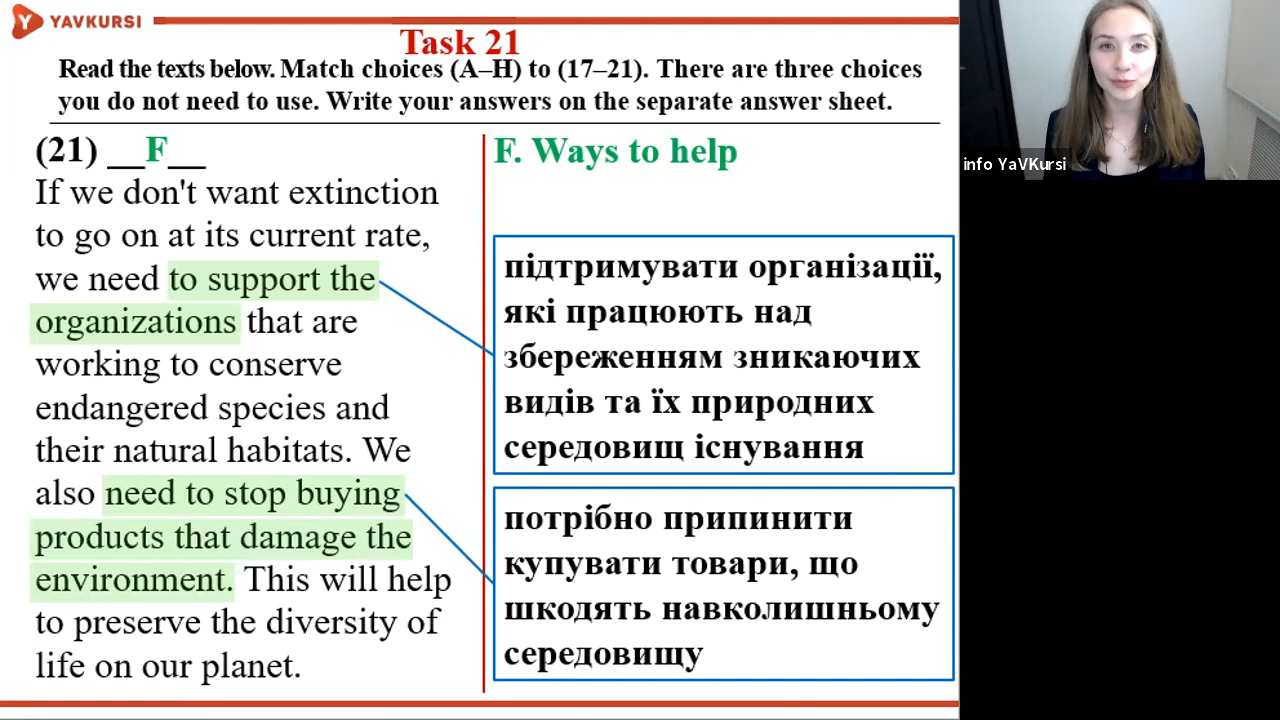 YAVKURSI
Task 21
Read the texts below. Match choices (A–H) to (17–21). There are three choices
you do not need to use. Write your answers on the separate answer sheet.
(21) __F__
If we don't want extinction
to go on at its current rate,
we need to support the
organizations that are
working to conserve
endangered species and
their natural habitats. We
also need to stop buying
products that damage the
environment. This will help
to preserve the diversity of
life on our planet.
F. Ways to help
підтримувати організації,
які працюють над
збереженням зникаючих
видів та їх природних
середовищ існування
потрібно припинити
купувати товари, що
шкодять навколишньому
середовищу
info YaVKursi